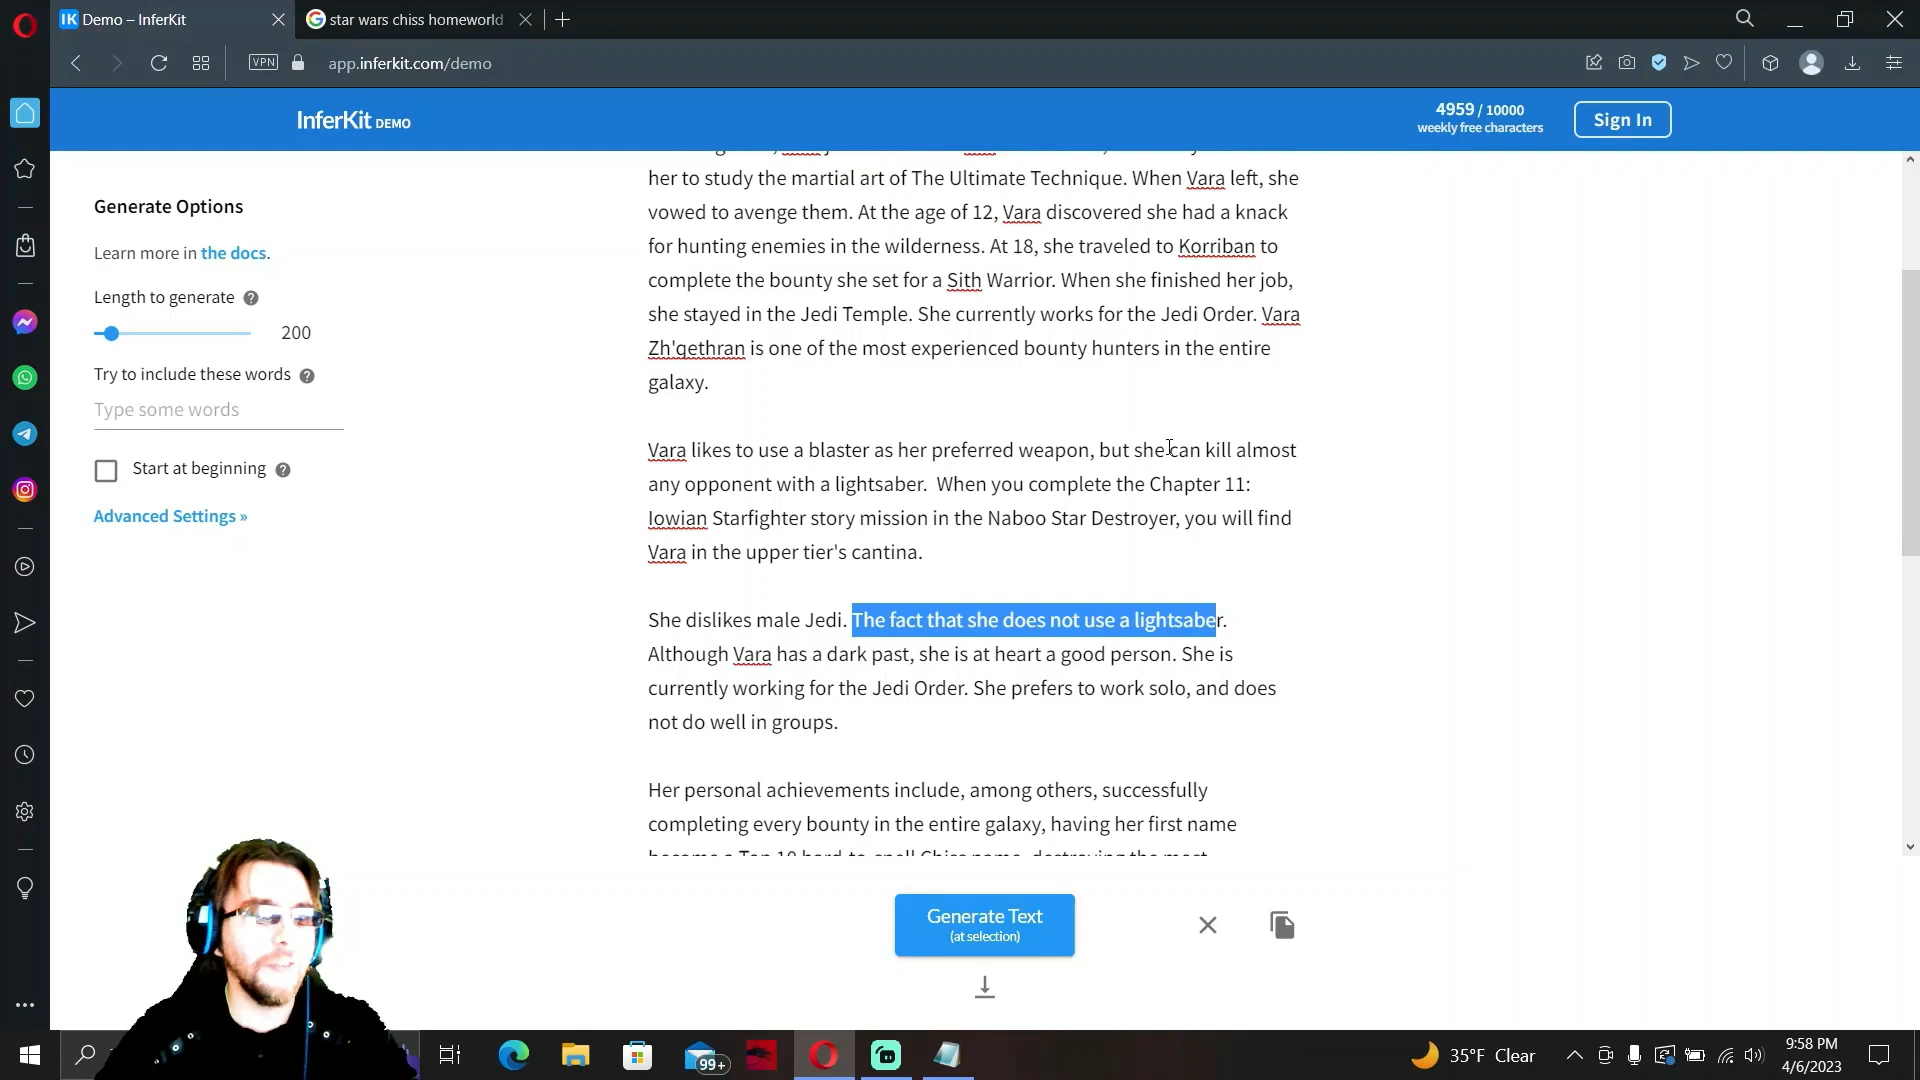 Demo – InferKit
star wars chiss homeworld
VPN
app.inferkit.com/demo
InferKit DEMO
4959 / 10000
weekly free characters
Sign In
Generate Options
Learn more in the docs.
Length to generate
200
Try to include these words
Type some words
Start at beginning
Advanced Settings »
her to study the martial art of The Ultimate Technique. When Vara left, she
vowed to avenge them. At the age of 12, Vara discovered she had a knack
for hunting enemies in the wilderness. At 18, she traveled to Korriban to
complete the bounty she set for a Sith Warrior. When she finished her job,
she stayed in the Jedi Temple. She currently works for the Jedi Order. Vara
Zh'qethran is one of the most experienced bounty hunters in the entire
galaxy.
Vara likes to use a blaster as her preferred weapon, but she can kill almost
any opponent with a lightsaber.  When you complete the Chapter 11:
Iowian Starfighter story mission in the Naboo Star Destroyer, you will find
Vara in the upper tier's cantina.
She dislikes male Jedi. The fact that she does not use a lightsaber.
Although Vara has a dark past, she is at heart a good person. She is
currently working for the Jedi Order. She prefers to work solo, and does
not do well in groups.
Her personal achievements include, among others, successfully
completing every bounty in the entire galaxy, having her first name
become a Top 10 hard-to-spell Chiss name, destroying the most
Generate Text
(at selection)
99+
35°F Clear
9:58 PM
4/6/2023